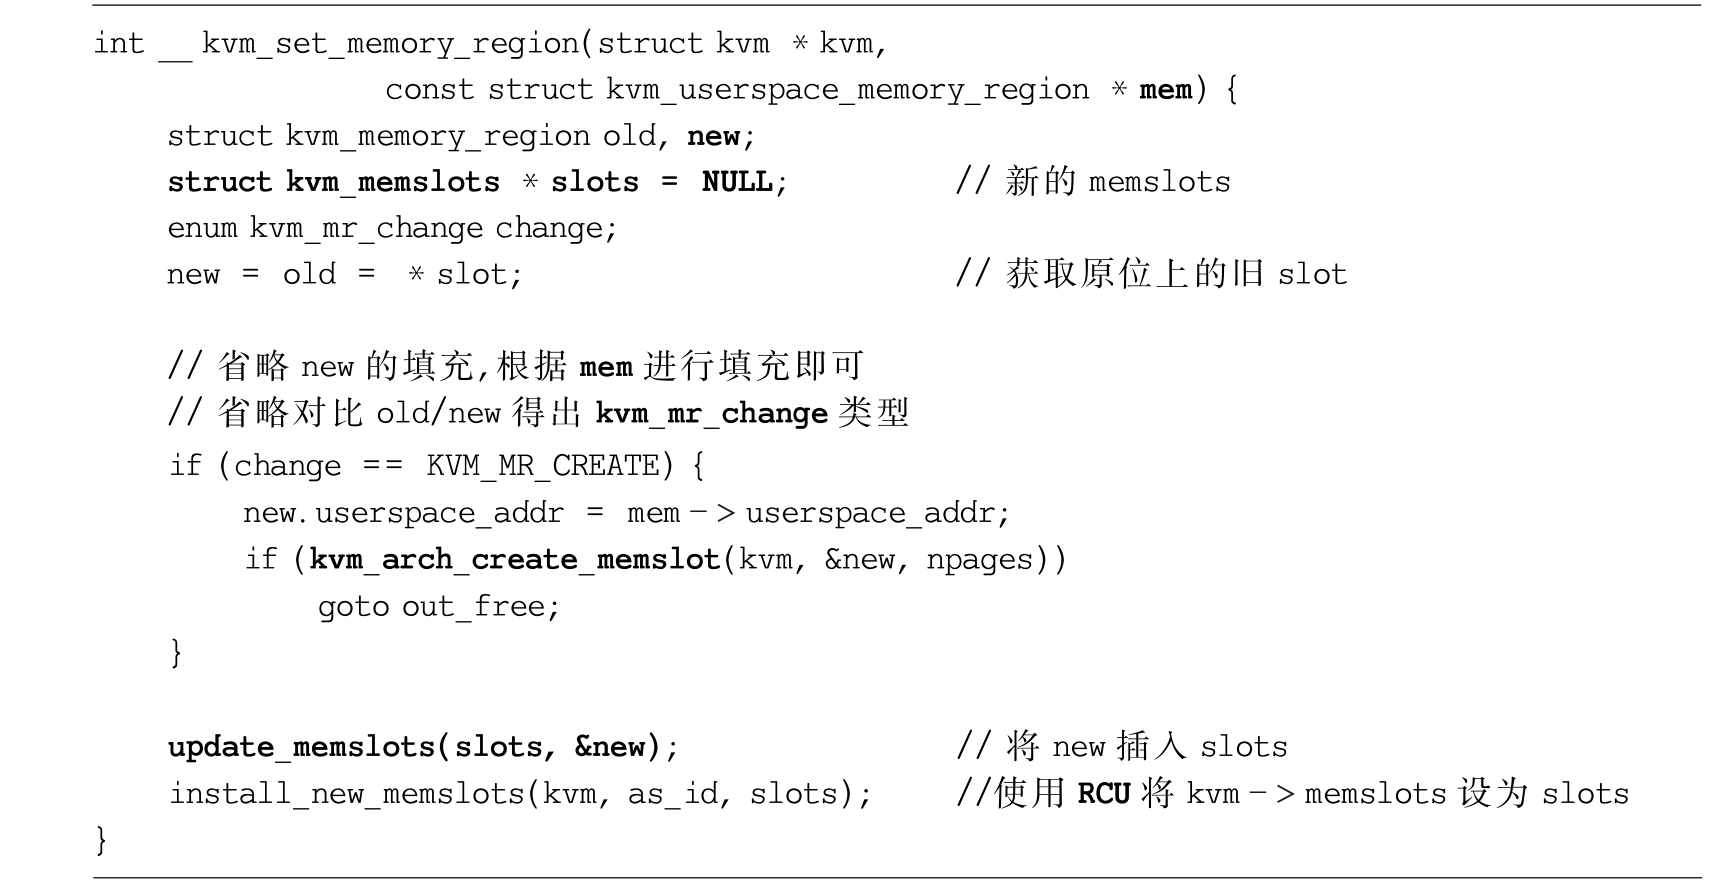 int __kvm_set_memory_region(struct kvm *kvm,
const struct kvm_userspace_memory_region *mem) {
struct kvm_memory_region old, new;
struct kvm_memslots *slots = NULL; // 新的 memslots
enum kvm_mr_change change;
new = old = *slot; // 获取原位上的旧 slot
// 省略 new 的填充,根据 mem 进行填充即可
// 省略对比 old/new 得出 kvm_mr_change 类型
if (change == KVM_MR_CREATE) {
new.userspace_addr = mem->userspace_addr;
if (kvm_arch_create_memslot(kvm, &new, npages))
goto out_free;
}
update_memslots(slots, &new); // 将 new 插入 slots
install_new_memslots(kvm, as_id, slots); //使用 RCU 将 kvm->memslots 设为 slots
}